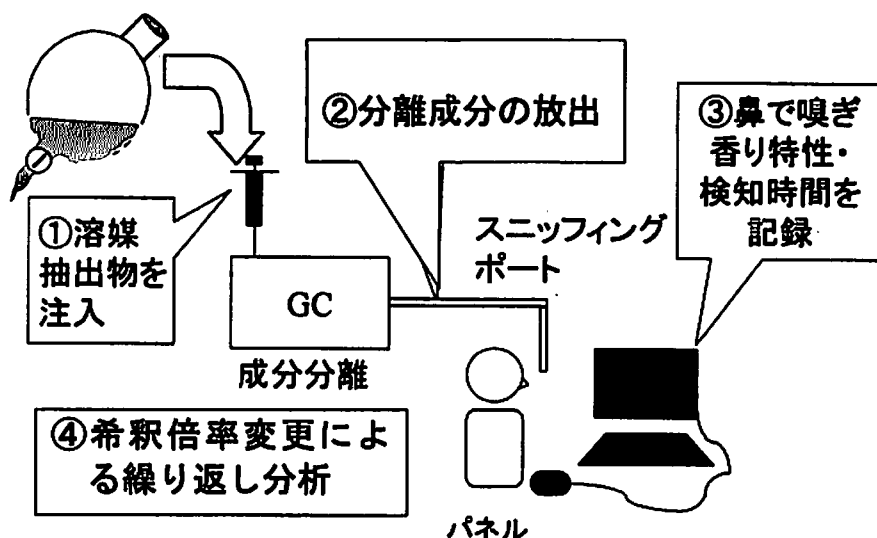 ②分離成分の放出
③鼻で嗅ぎ
香り特性・
検知時間を
記録
①溶媒
抽出物を
注入
スニッフィング
ポート
GC
成分分離
④希釈倍率変更によ
る繰り返し分析
パネル